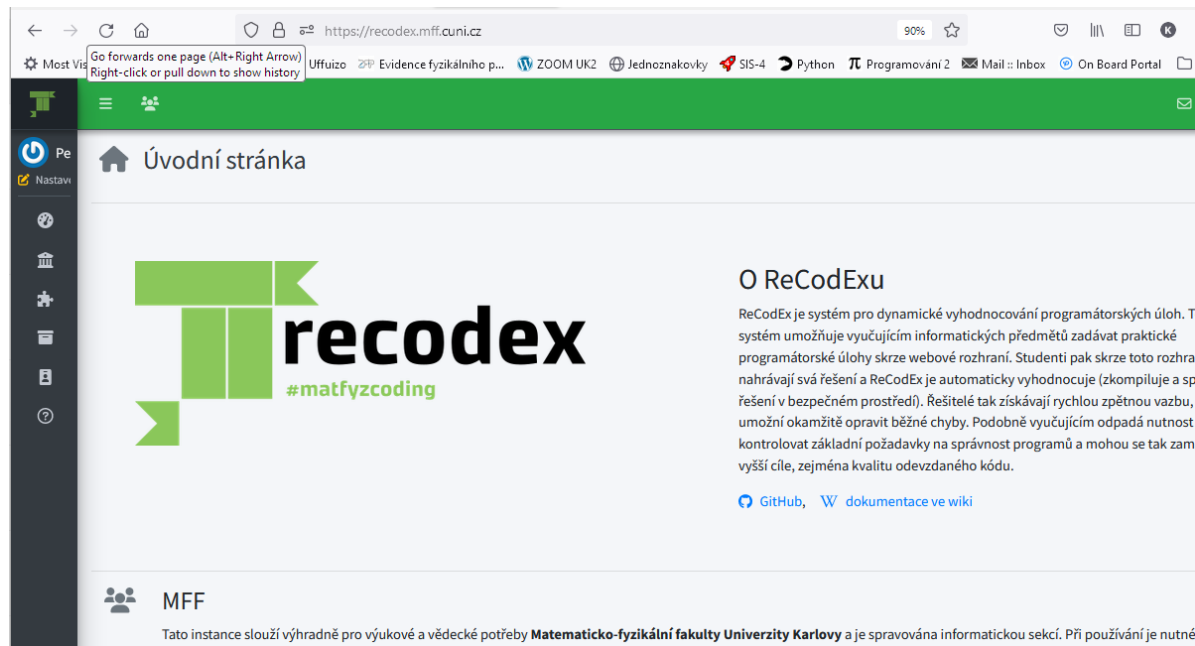 https://recodex.mff.cuni.cz
90%
K
Most Vis
Go forwards one page (Alt+Right Arrow)
Right-click or pull down to show history
Uffuizo
Evidence fyzikálního p...
ZOOM UK2
Jednoznakovky
SIS-4
Python
Programování 2
Mail :: Inbox
On Board Portal
Pe
Nastave
Úvodní stránka
recodex
#matfyzcoding
O ReCodExu
ReCodEx je systém pro dynamické vyhodnocování programátorských úloh. T
systém umožňuje vyučujícím informatických předmětů zadávat praktické
programátorské úlohy skrze webové rozhraní. Studenti pak skrze toto rozhra
nahrávají svá řešení a ReCodEx je automaticky vyhodnocuje (zkompiluje a sp
řešení v bezpečném prostředí). Řešitelé tak získávají rychlou zpětnou vazbu,
umožní okamžitě opravit běžné chyby. Podobně vyučujícím odpadá nutnost
kontrolovat základní požadavky na správnost programů a mohou se tak zam
vyšší cíle, zejména kvalitu odevzdaného kódu.
GitHub, W dokumentace ve wiki
MFF
Tato instance slouží výhradně pro výukové a vědecké potřeby Matematicko-fyzikální fakulty Univerzity Karlovy a je spravována informatickou sekcí. Při používání je nutné